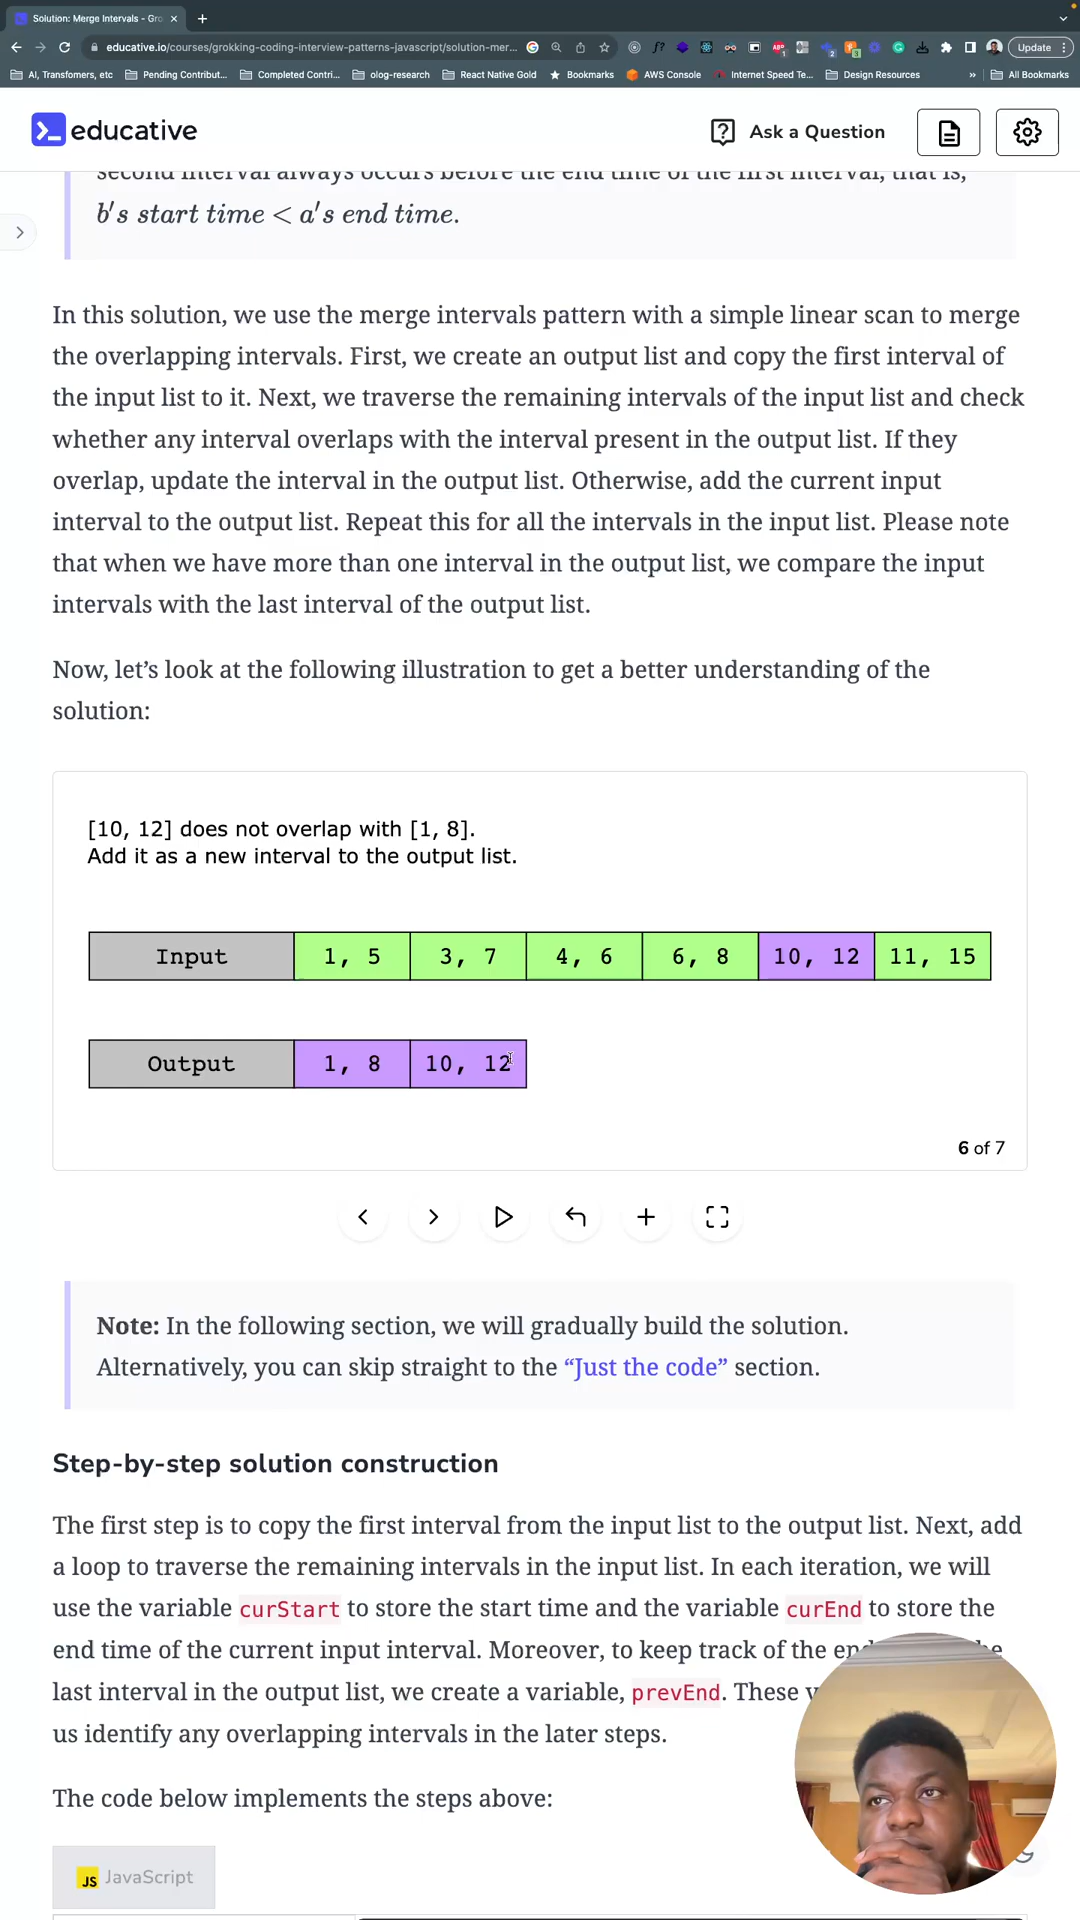 Solution: Merge Intervals - Gro
educative.io/courses/grokking-coding-interview-patterns-javascript/solution-mer...
Update
AI, Transfomers, etc
Pending Contribut...
Completed Contri...
olog-research
React Native Gold
Bookmarks
AWS Console
Internet Speed Te...
Design Resources
»
All Bookmarks
educative
Ask a Question
second interval always occurs before the end time of the first interval, that is,
b′s start time < a′s end time.
In this solution, we use the merge intervals pattern with a simple linear scan to merge
the overlapping intervals. First, we create an output list and copy the first interval of
the input list to it. Next, we traverse the remaining intervals of the input list and check
whether any interval overlaps with the interval present in the output list. If they
overlap, update the interval in the output list. Otherwise, add the current input
interval to the output list. Repeat this for all the intervals in the input list. Please note
that when we have more than one interval in the output list, we compare the input
intervals with the last interval of the output list.
Now, let’s look at the following illustration to get a better understanding of the
solution:
[10, 12] does not overlap with [1, 8].
Add it as a new interval to the output list.
Input 1, 5 3, 7 4, 6 6, 8 10, 12 11, 15
Output 1, 8 10, 12
6 of 7
Note: In the following section, we will gradually build the solution.
Alternatively, you can skip straight to the “Just the code” section.
Step-by-step solution construction
The first step is to copy the first interval from the input list to the output list. Next, add
a loop to traverse the remaining intervals in the input list. In each iteration, we will
use the variable curStart to store the start time and the variable curEnd to store the
end time of the current input interval. Moreover, to keep track of the
last interval in the output list, we create a variable, prevEnd. These
us identify any overlapping intervals in the later steps.
The code below implements the steps above:
JS JavaScript